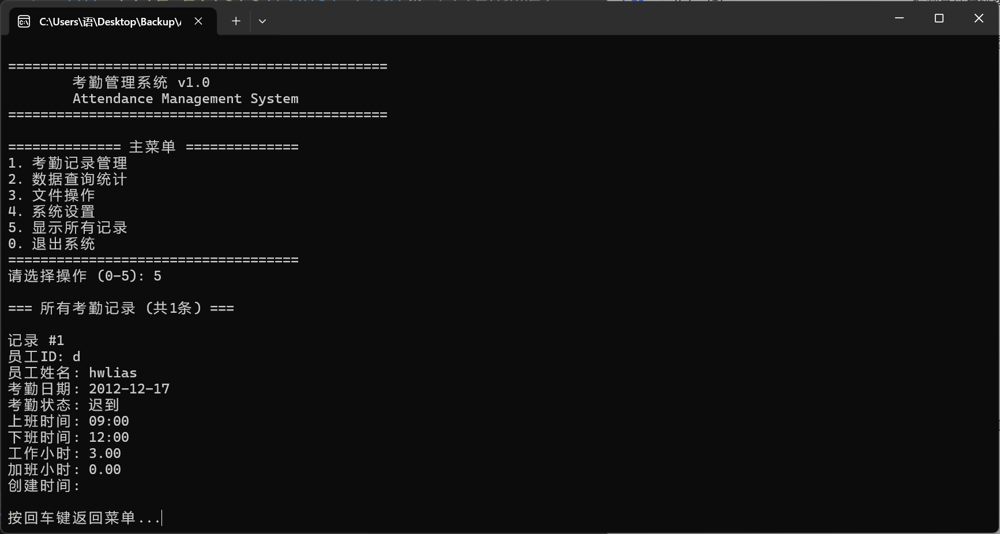 C:\Users\语\Desktop\Backup\
===============================================
考勤管理系统 v1.0
Attendance Management System
===============================================
============== 主菜单 ==============
1. 考勤记录管理
2. 数据查询统计
3. 文件操作
4. 系统设置
5. 显示所有记录
0. 退出系统
====================================
请选择操作 (0-5): 5
=== 所有考勤记录 (共1条) ===
记录 #1
员工ID: d
员工姓名: hwlias
考勤日期: 2012-12-17
考勤状态: 迟到
上班时间: 09:00
下班时间: 12:00
工作小时: 3.00
加班小时: 0.00
创建时间:
按回车键返回菜单...